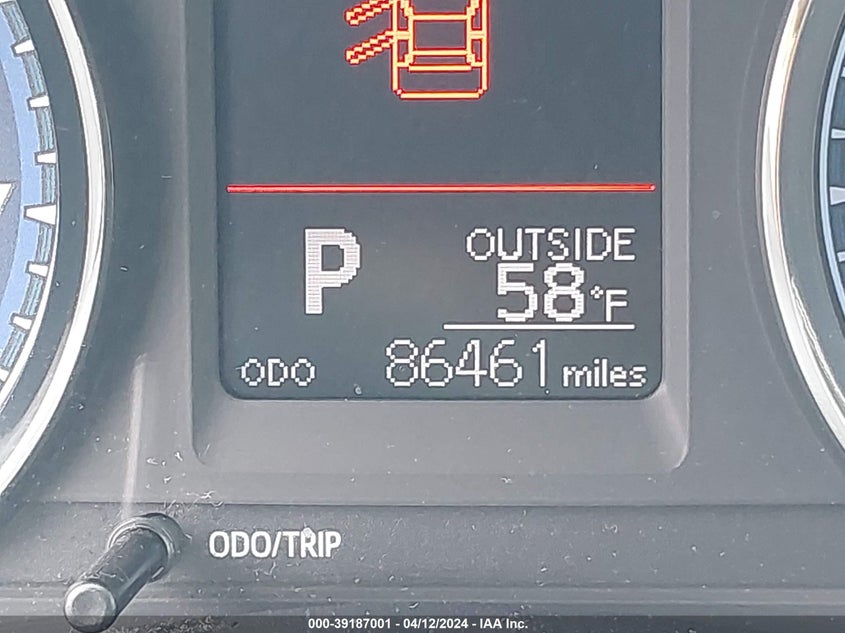 P
OUTSIDE
58°F
ODO 86461 miles
ODO/TRIP
000-39187001 - 04/12/2024 - IAA Inc.